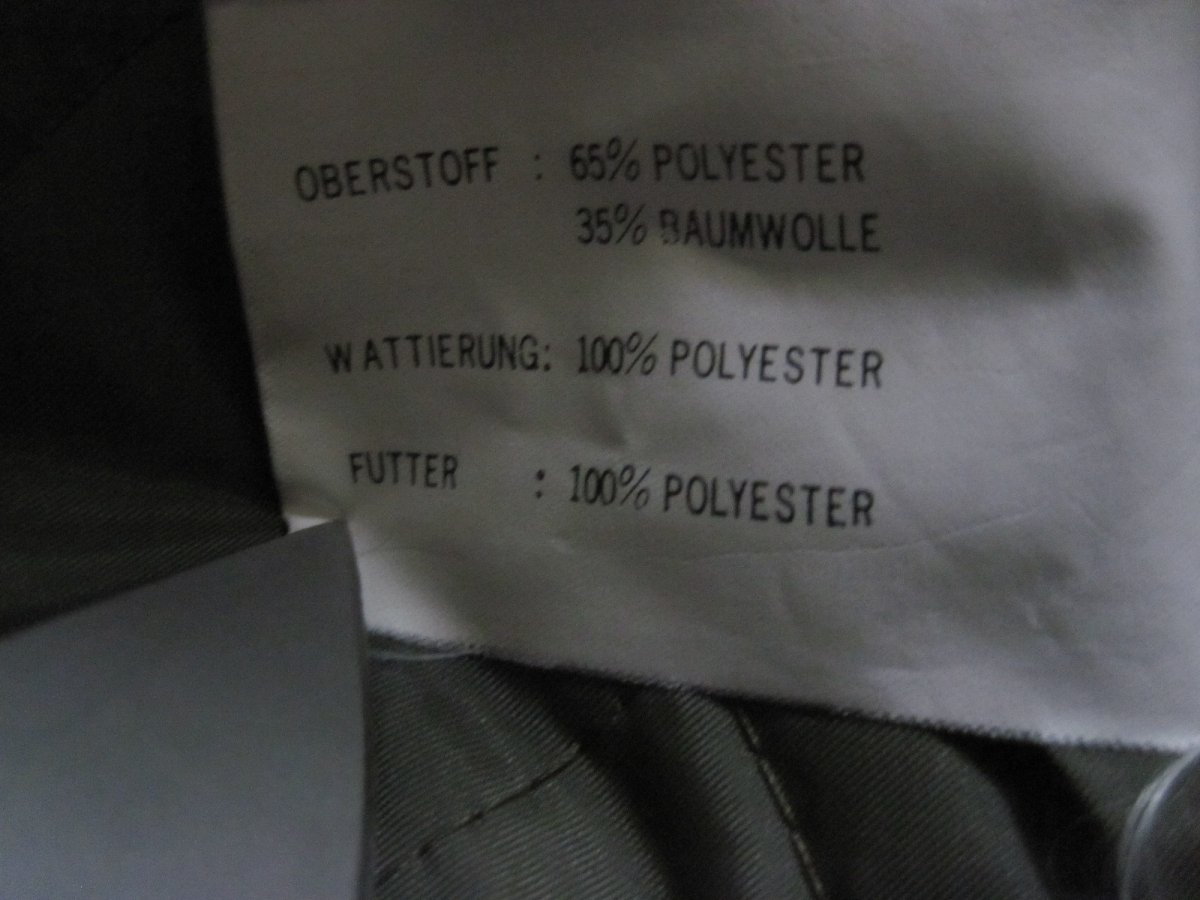 OBERSTOFF : 65% POLYESTER
35% BAUMWOLLE
WATTIERUNG: 100% POLYESTER
FUTTER : 100% POLYESTER